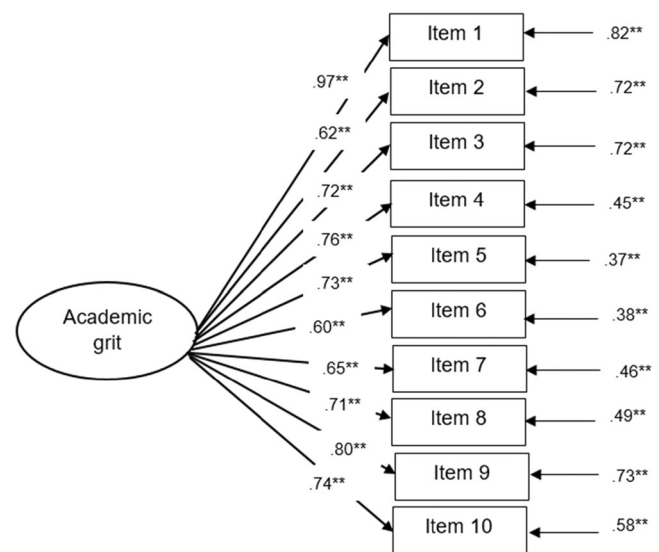 Item 1
.82**
.97**
Item 2
.72**
.62**
Item 3
.72**
.72**
Item 4
.45**
.76**
Item 5
.37**
.73**
Academic
grit
Item 6
.38**
.60**
Item 7
.46**
.65**
Item 8
.49**
.71**
Item 9
.73**
.80**
Item 10
.58**
.74**